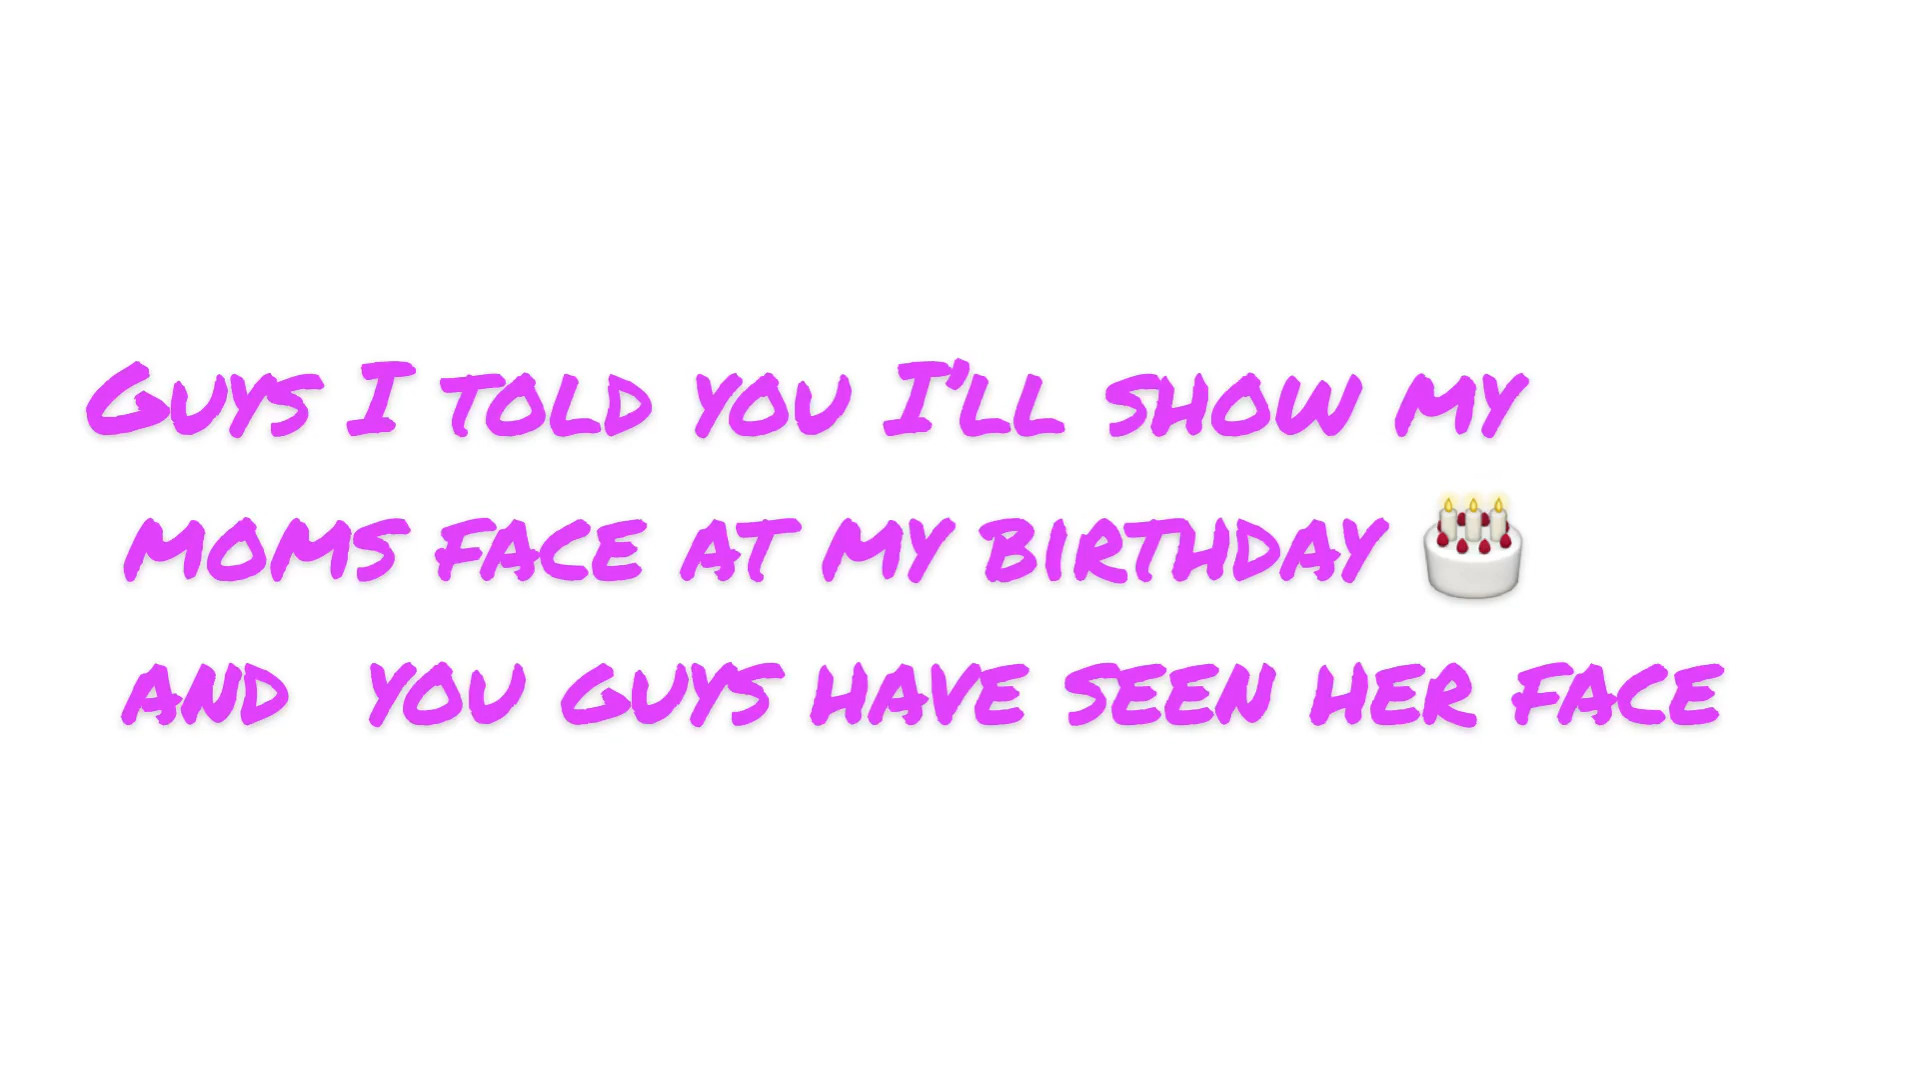 Guys I told you I'll show my
moms face at my birthday 🎂
and you guys have seen her face